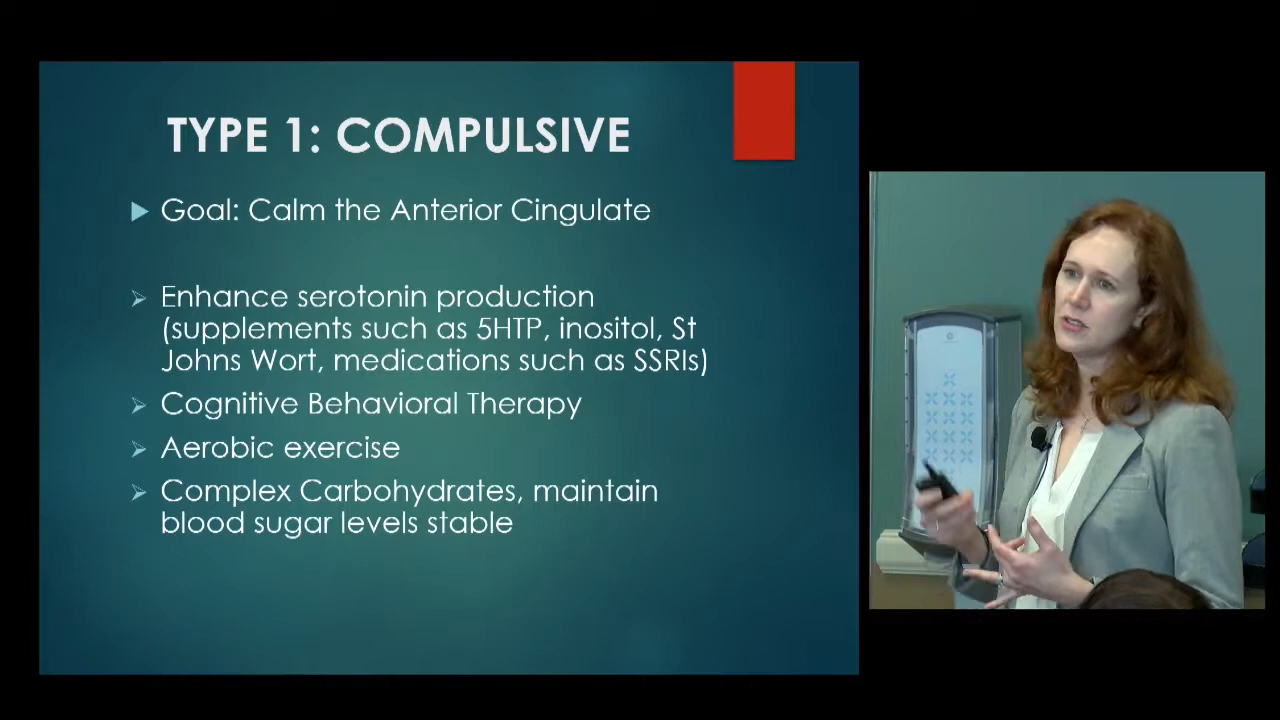 TYPE 1: COMPULSIVE
Goal: Calm the Anterior Cingulate
Enhance serotonin production
(supplements such as 5HTP, inositol, St
Johns Wort, medications such as SSRIs)
Cognitive Behavioral Therapy
Aerobic exercise
Complex Carbohydrates, maintain
blood sugar levels stable